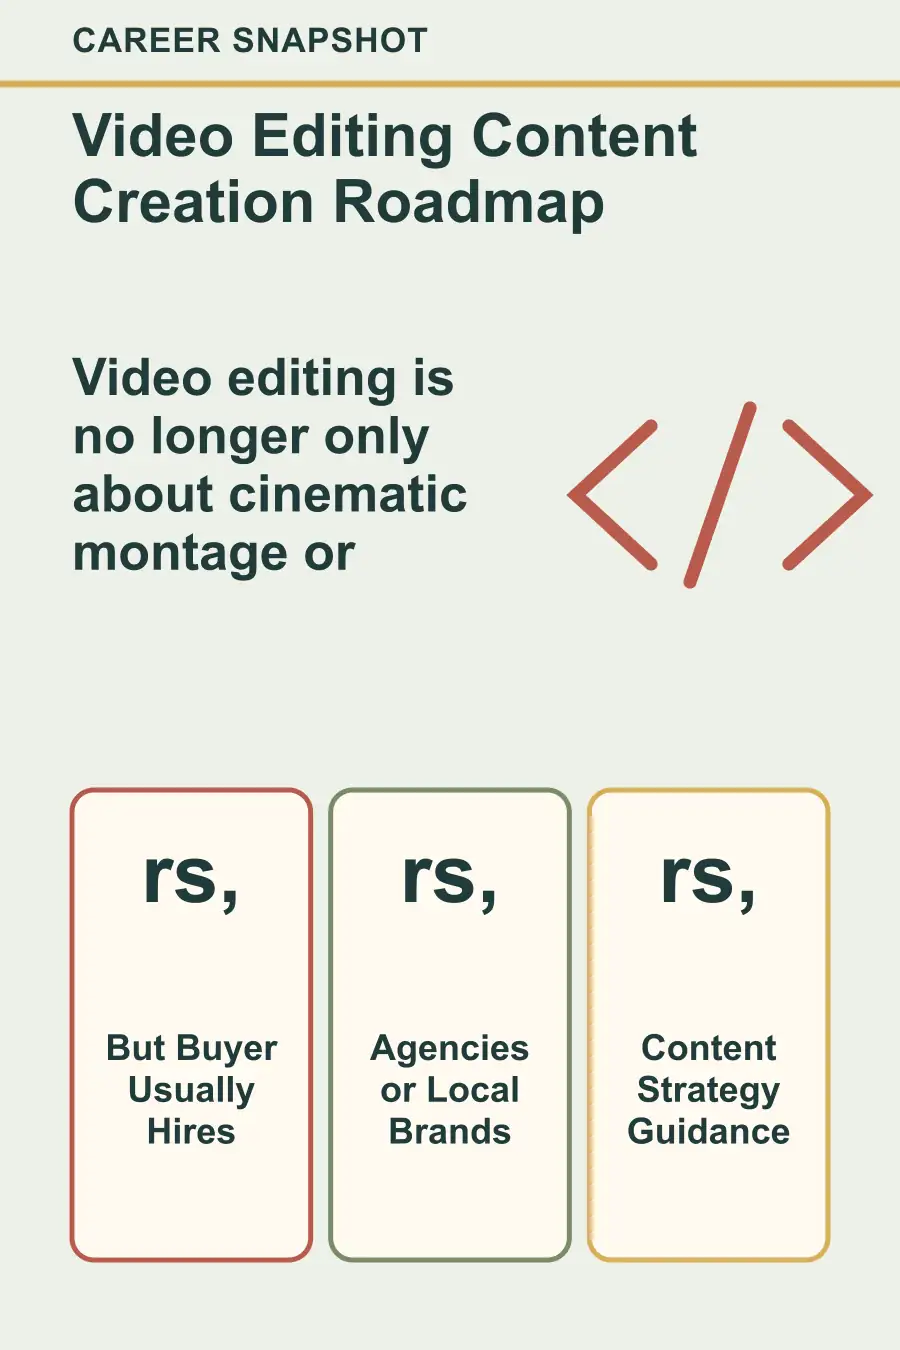 CAREER SNAPSHOT
Video Editing Content
Creation Roadmap
Video editing is
no longer only
about cinematic
montage or
</>
rs,
But Buyer
Usually
Hires
rs,
Agencies
or Local
Brands
rs,
Content
Strategy
Guidance